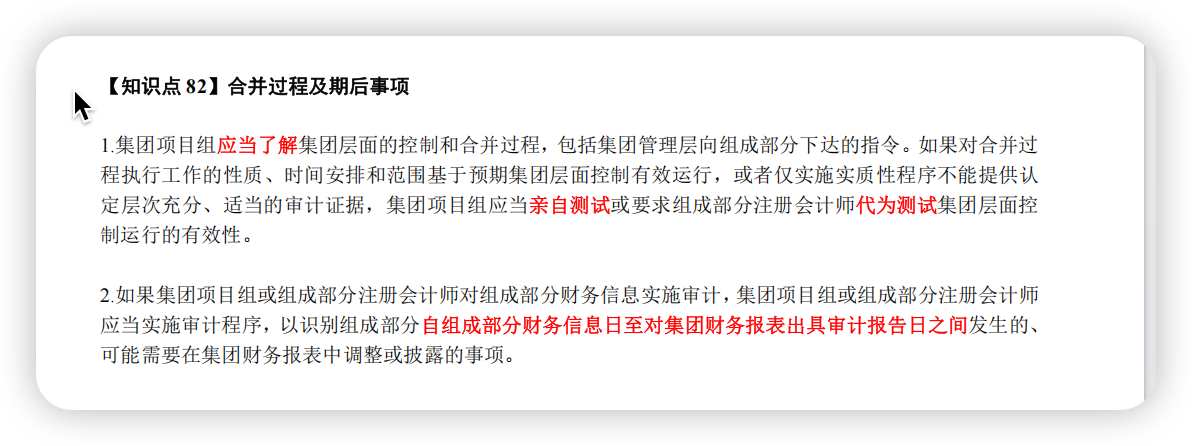 【知识点 82】合并过程及期后事项
1.集团项目组应当了解集团层面的控制和合并过程，包括集团管理层向组成部分下达的指令。如果对合并过
程执行工作的性质、时间安排和范围基于预期集团层面控制有效运行，或者仅实施实质性程序不能提供认
定层次充分、适当的审计证据，集团项目组应当亲自测试或要求组成部分注册会计师代为测试集团层面控
制运行的有效性。
2.如果集团项目组或组成部分注册会计师对组成部分财务信息实施审计，集团项目组或组成部分注册会计师
应当实施审计程序，以识别组成部分自组成部分财务信息日至对集团财务报表出具审计报告日之间发生的、
可能需要在集团财务报表中调整或披露的事项。